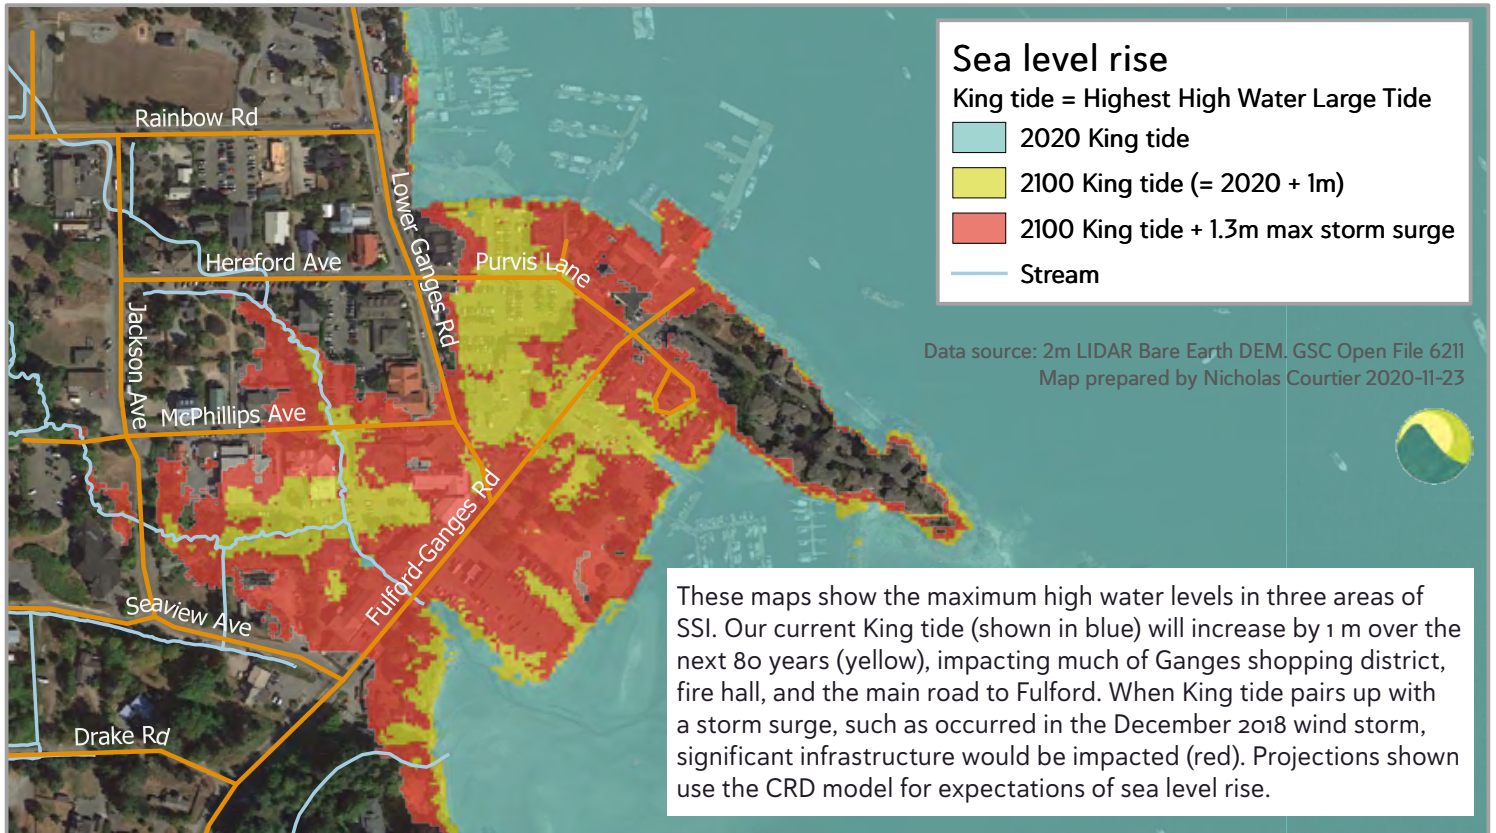 Sea level rise
King tide = Highest High Water Large Tide
2020 King tide
2100 King tide (= 2020 + 1m)
2100 King tide + 1.3m max storm surge
Stream
Data source: 2m LIDAR Bare Earth DEM. GSC Open File 6211
Map prepared by Nicholas Courtier 2020-11-23
Rainbow Rd
Lower Ganges Rd
Hereford Ave
Purvis Lane
Jackson Ave
McPhillips Ave
Fulford-Ganges Rd
Seaview Ave
Drake Rd
These maps show the maximum high water levels in three areas of
SSI. Our current King tide (shown in blue) will increase by 1 m over the
next 80 years (yellow), impacting much of Ganges shopping district,
fire hall, and the main road to Fulford. When King tide pairs up with
a storm surge, such as occurred in the December 2018 wind storm,
significant infrastructure would be impacted (red). Projections shown
use the CRD model for expectations of sea level rise.